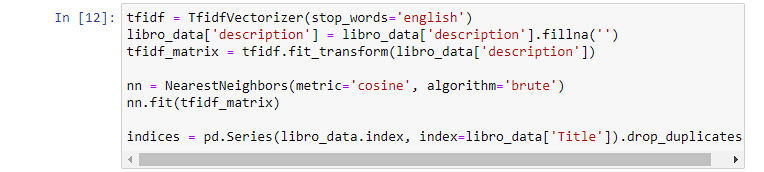 In [12]: tfidf = TfidfVectorizer(stop_words='english')
libro_data['description'] = libro_data['description'].fillna('')
tfidf_matrix = tfidf.fit_transform(libro_data['description'])
nn = NearestNeighbors(metric='cosine', algorithm='brute')
nn.fit(tfidf_matrix)
indices = pd.Series(libro_data.index, index=libro_data['Title']).drop_duplicates